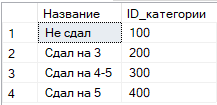 Название ID_категории
1 Не сдал 100
2 Сдал на 3 200
3 Сдал на 4-5 300
4 Сдал на 5 400